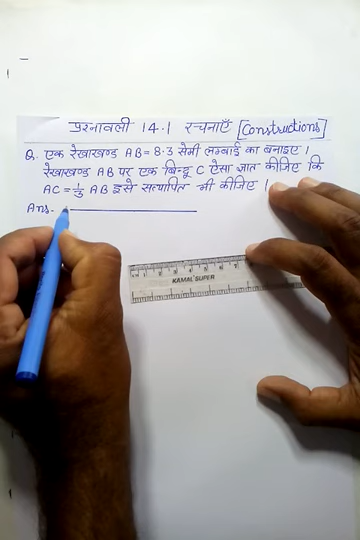 प्रश्नावली 14.1 रचनाएँ [Constructions]
Q. एक रेखाखण्ड AB = 8.3 सेमी लम्बाई का बनाइए।
रेखाखण्ड AB पर एक बिन्दू C ऐसा ज्ञात कीजिए कि
AC = 1/3 AB इसे सत्यापित भी कीजिए।
Ans.
KAMAL SUPER